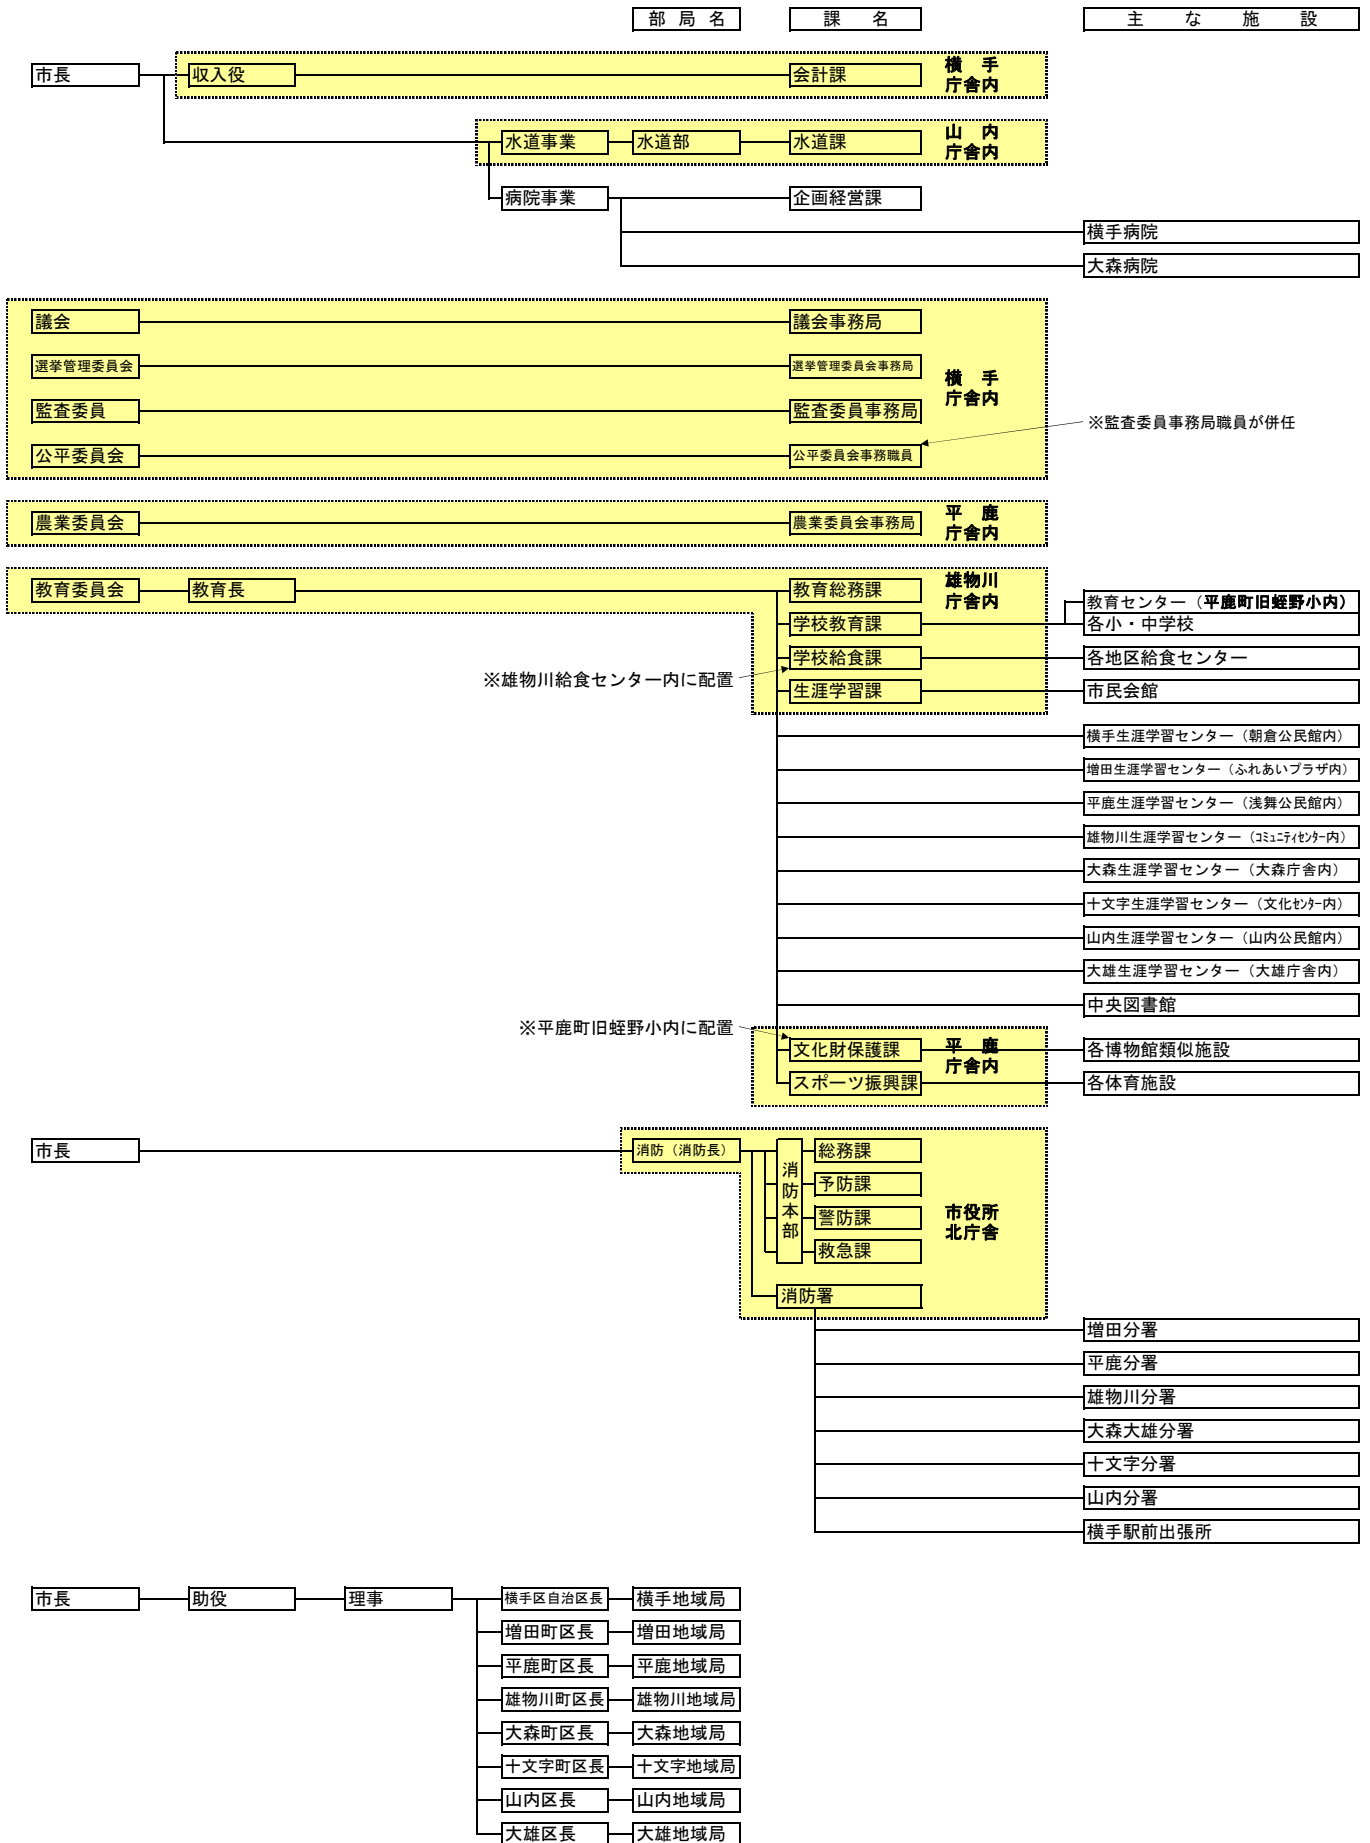 部 局 名
課 名
主 な 施 設
市長
収入役
会計課
横 手
庁舎内
水道事業
水道部
水道課
山 内
庁舎内
病院事業
企画経営課
横手病院
大森病院
議会
議会事務局
選挙管理委員会
選挙管理委員会事務局
横 手
庁舎内
監査委員
監査委員事務局
※監査委員事務局職員が併任
公平委員会
公平委員会事務職員
農業委員会
農業委員会事務局
平 鹿
庁舎内
教育委員会
教育長
教育総務課
雄物川
庁舎内
教育センター（平鹿町旧蛭野小内）
学校教育課
各小・中学校
学校給食課
各地区給食センター
※雄物川給食センター内に配置
生涯学習課
市民会館
横手生涯学習センター（朝倉公民館内）
増田生涯学習センター（ふれあいプラザ内）
平鹿生涯学習センター（浅舞公民館内）
雄物川生涯学習センター（ｺﾐｭﾆﾃｨｾﾝﾀｰ内）
大森生涯学習センター（大森庁舎内）
十文字生涯学習センター（文化ｾﾝﾀｰ内）
山内生涯学習センター（山内公民館内）
大雄生涯学習センター（大雄庁舎内）
中央図書館
※平鹿町旧蛭野小内に配置
文化財保護課
平 鹿
庁舎内
各博物館類似施設
スポーツ振興課
各体育施設
市長
消防（消防長）
消防本部
総務課
予防課
警防課
救急課
市役所
北庁舎
消防署
増田分署
平鹿分署
雄物川分署
大森大雄分署
十文字分署
山内分署
横手駅前出張所
市長
助役
理事
横手区自治区長
横手地域局
増田町区長
増田地域局
平鹿町区長
平鹿地域局
雄物川町区長
雄物川地域局
大森町区長
大森地域局
十文字町区長
十文字地域局
山内区長
山内地域局
大雄区長
大雄地域局